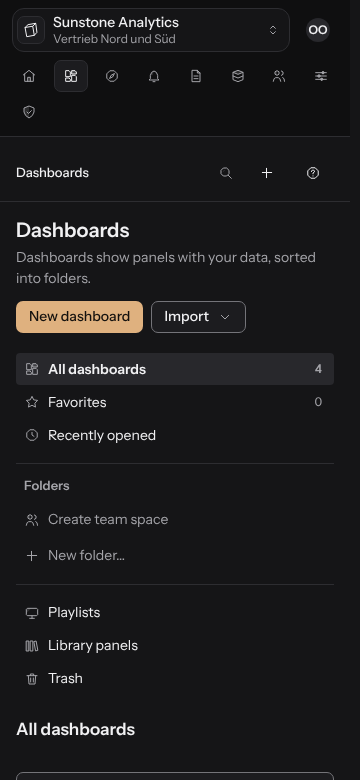 Sunstone Analytics
Vertrieb Nord und Süd
OO
Dashboards
Dashboards
Dashboards show panels with your data, sorted
into folders.
New dashboard
Import
All dashboards 4
Favorites 0
Recently opened
Folders
Create team space
New folder...
Playlists
Library panels
Trash
All dashboards